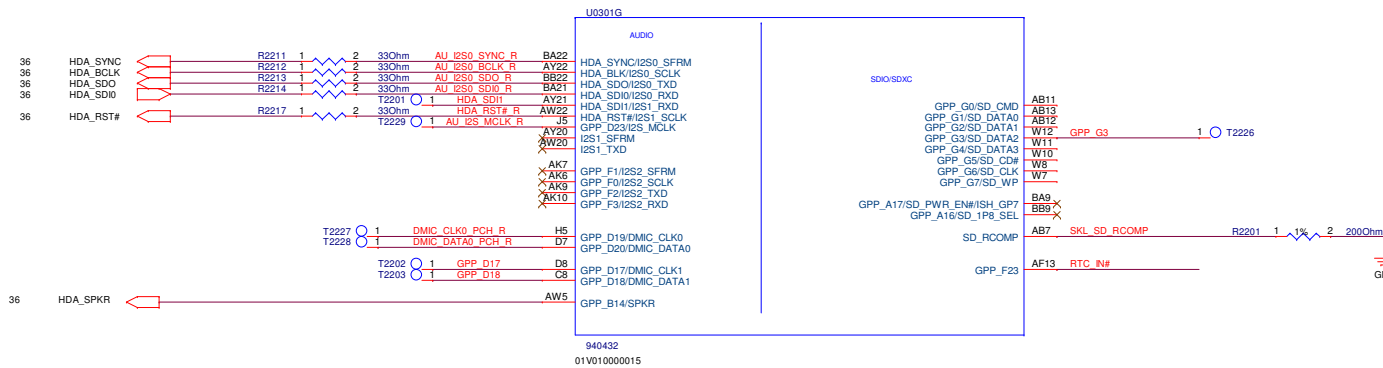 U0301G
AUDIO
SDIO/SDXC
36 HDA_SYNC R2211 1 2 33Ohm AU_I2S0_SYNC_R BA22 HDA_SYNC/I2S0_SFRM
36 HDA_BCLK R2212 1 2 33Ohm AU_I2S0_BCLK_R AY22 HDA_BLK/I2S0_SCLK
36 HDA_SDO R2213 1 2 33Ohm AU_I2S0_SDO_R BB22 HDA_SDO/I2S0_TXD
36 HDA_SDI0 R2214 1 2 33Ohm AU_I2S0_SDI0_R BA21 HDA_SDI0/I2S0_RXD
T2201 1 HDA_SDI1 AY21 HDA_SDI1/I2S1_RXD
36 HDA_RST# R2217 1 2 33Ohm HDA_RST#_R AW22 HDA_RST#/I2S1_SCLK
T2229 1 AU_I2S_MCLK_R J5 GPP_D23/I2S_MCLK
AY20 I2S1_SFRM
AW20 I2S1_TXD
AK7 GPP_F1/I2S2_SFRM
AK6 GPP_F0/I2S2_SCLK
AK9 GPP_F2/I2S2_TXD
AK10 GPP_F3/I2S2_RXD
T2227 1 DMIC_CLK0_PCH_R H5 GPP_D19/DMIC_CLK0
T2228 1 DMIC_DATA0_PCH_R D7 GPP_D20/DMIC_DATA0
T2202 1 GPP_D17 D8 GPP_D17/DMIC_CLK1
T2203 1 GPP_D18 C8 GPP_D18/DMIC_DATA1
36 HDA_SPKR AW5 GPP_B14/SPKR
GPP_G0/SD_CMD AB11
GPP_G1/SD_DATA0 AB13
GPP_G2/SD_DATA1 AB12
GPP_G3/SD_DATA2 W12 GPP_G3 1 T2226
GPP_G4/SD_DATA3 W11
GPP_G5/SD_CD# W10
GPP_G6/SD_CLK W8
GPP_G7/SD_WP W7
GPP_A17/SD_PWR_EN#/ISH_GP7 BA9
GPP_A16/SD_1P8_SEL BB9
SD_RCOMP AB7 SKL_SD_RCOMP R2201 1 1% 2 200Ohm
GPP_F23 AF13 RTC_IN#
940432
01V010000015